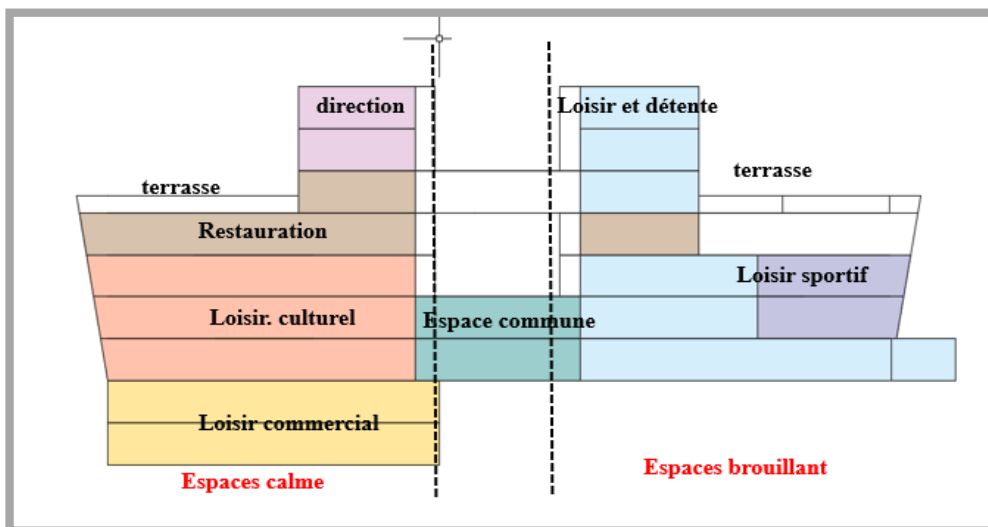 direction
Loisir et détente
terrasse
terrasse
Restauration
Loisir sportif
Loisir. culturel
Espace commune
Loisir commercial
Espaces calme
Espaces brouillant